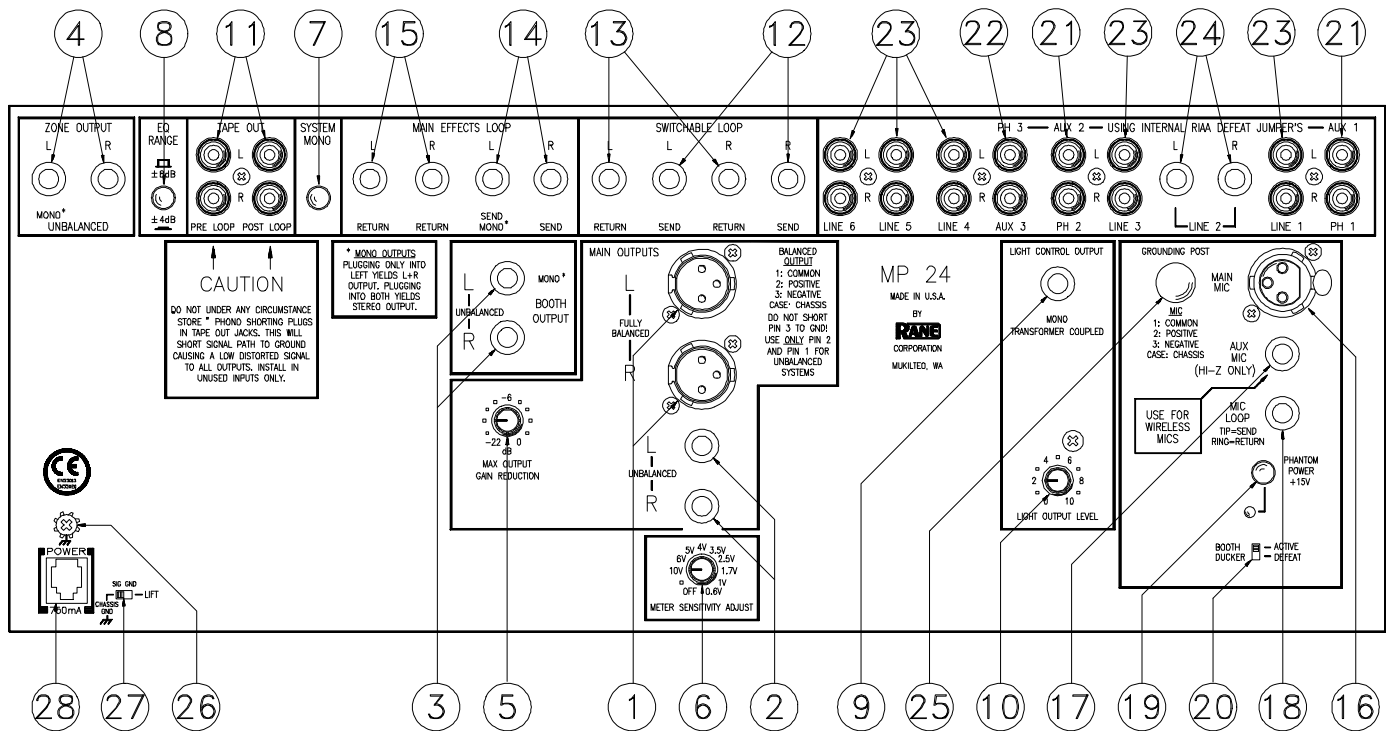 4 8 11 7 15 14 13 12 23 22 21 23 24 23 21
ZONE OUTPUT
L R
MONO* UNBALANCED
EQ RANGE
±8dB
±4dB
TAPE OUT
L
R
PRE LOOP POST LOOP
SYSTEM MONO
MAIN EFFECTS LOOP
L R L R
RETURN RETURN SEND MONO* SEND
SWITCHABLE LOOP
L L R R
RETURN SEND RETURN SEND
PH 3 — AUX 2 — USING INTERNAL RIAA DEFEAT JUMPER'S — AUX 1
L L L L R L
R R R R
LINE 6 LINE 5 LINE 4 AUX 3 PH 2 LINE 3 LINE 2 LINE 1 PH 1
CAUTION
DO NOT UNDER ANY CIRCUMSTANCE
STORE " PHONO SHORTING PLUGS
IN TAPE OUT JACKS. THIS WILL
SHORT SIGNAL PATH TO GROUND
CAUSING A LOW DISTORTED SIGNAL
TO ALL OUTPUTS. INSTALL IN
UNUSED INPUTS ONLY.
* MONO OUTPUTS
PLUGGING ONLY INTO
LEFT YIELDS L+R
OUTPUT. PLUGGING
INTO BOTH YIELDS
STEREO OUTPUT.
L
UNBALANCED
R
MONO*
BOOTH
OUTPUT
MAIN OUTPUTS
L
FULLY
BALANCED
R
BALANCED
OUTPUT
1: COMMON
2: POSITIVE
3: NEGATIVE
CASE: CHASSIS
DO NOT SHORT
PIN 3 TO GND!
USE ONLY PIN 2
AND PIN 1 FOR
UNBALANCED
SYSTEMS
-6
-22 0
dB
MAX OUTPUT
GAIN REDUCTION
L
UNBALANCED
R
5V 4V 3.5V
6V 2.5V
10V 1.7V
1V
OFF 0.6V
METER SENSITIVITY ADJUST
MP 24
MADE IN U.S.A.
BY
RANE
CORPORATION
MUKILTEO, WA
LIGHT CONTROL OUTPUT
MONO
TRANSFORMER COUPLED
4 6
2 8
0 10
LIGHT OUTPUT LEVEL
GROUNDING POST
MAIN
MIC
MIC
1: COMMON
2: POSITIVE
3: NEGATIVE
CASE: CHASSIS
AUX
MIC
(HI-Z ONLY)
USE FOR
WIRELESS
MICS
MIC
LOOP
TIP=SEND
RING=RETURN
PHANTOM
POWER
+15V
BOOTH
DUCKER
ACTIVE
DEFEAT
CE
POWER
750mA
SIG GND
LIFT
CHASSIS
GND
28 27 26 3 5 1 6 2 9 25 10 17 19 20 18 16